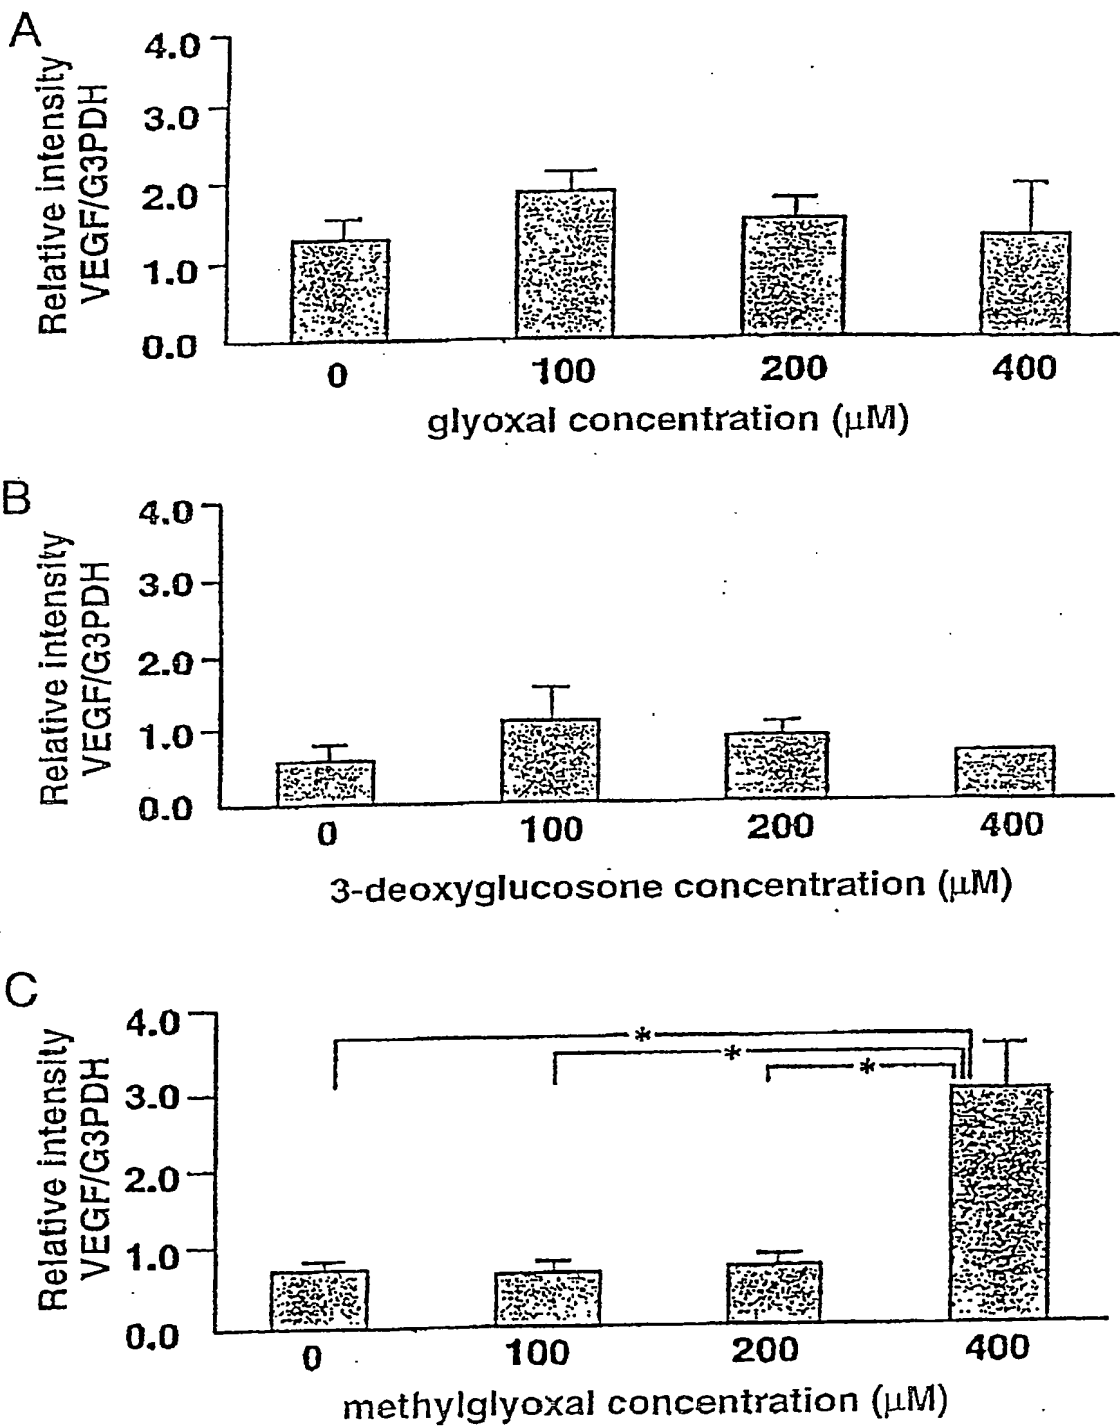 A
Relative intensity
VEGF/G3PDH
4.0
3.0
2.0
1.0
0.0
0 100 200 400
glyoxal concentration (μM)
B
Relative intensity
VEGF/G3PDH
4.0
3.0
2.0
1.0
0.0
0 100 200 400
3-deoxyglucosone concentration (μM)
C
Relative intensity
VEGF/G3PDH
4.0
3.0
2.0
1.0
0.0
*
*
*
0 100 200 400
methylglyoxal concentration (μM)